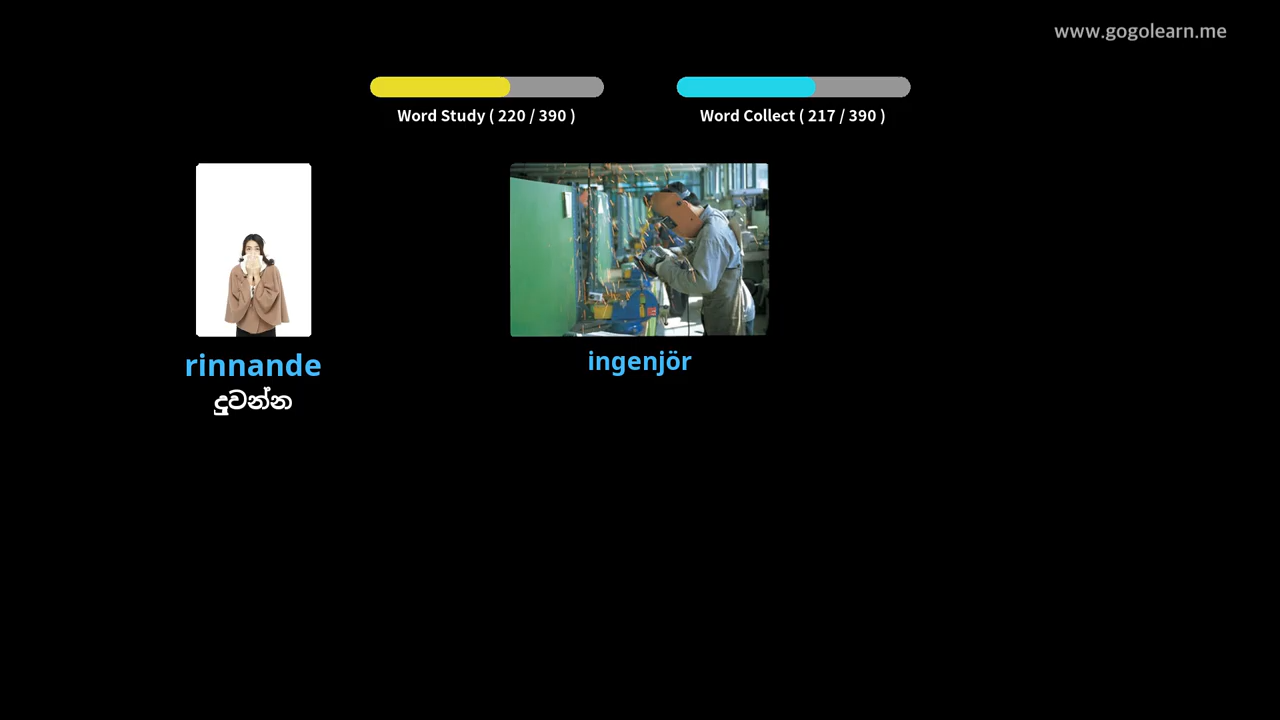 www.gogolearn.me
Word Study ( 220 / 390 )
Word Collect ( 217 / 390 )
rinnande
ingenjör
දුවන්න